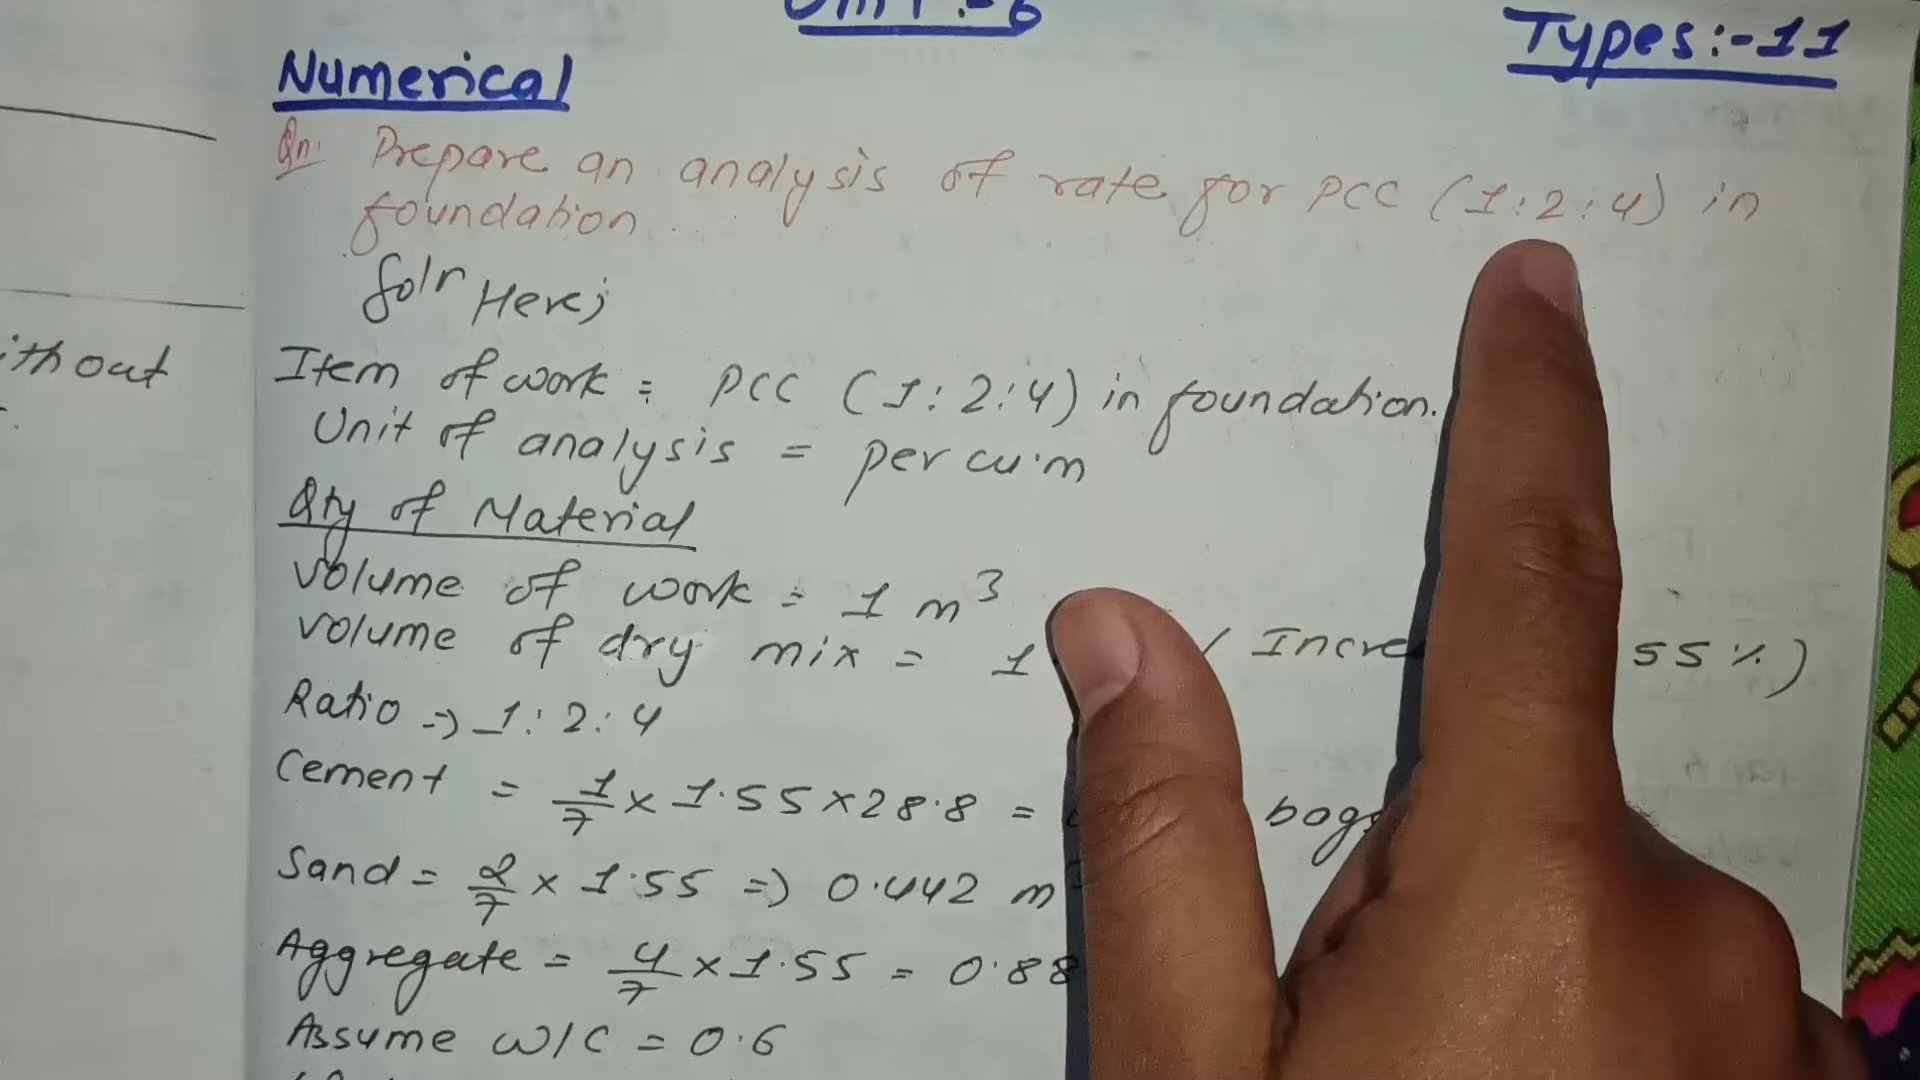 Unit :- 6
Types:-11
Numerical
Qn. Prepare an analysis of rate for PCC (1:2:4) in
foundation.
Soln Here;
ithout
Item of work = PCC (1:2:4) in foundation.
Unit of analysis = per cu.m
Qty of Material
Volume of work = 1 m³
volume of dry mix = 1 55%)
Ratio => 1:2:4
Cement = 1/7 x 1.55 x 28.8 = bags
Sand = 2/7 x 1.55 => 0.442 m³
Aggregate = 4/7 x 1.55 = 0.88
Assume W/C = 0.6